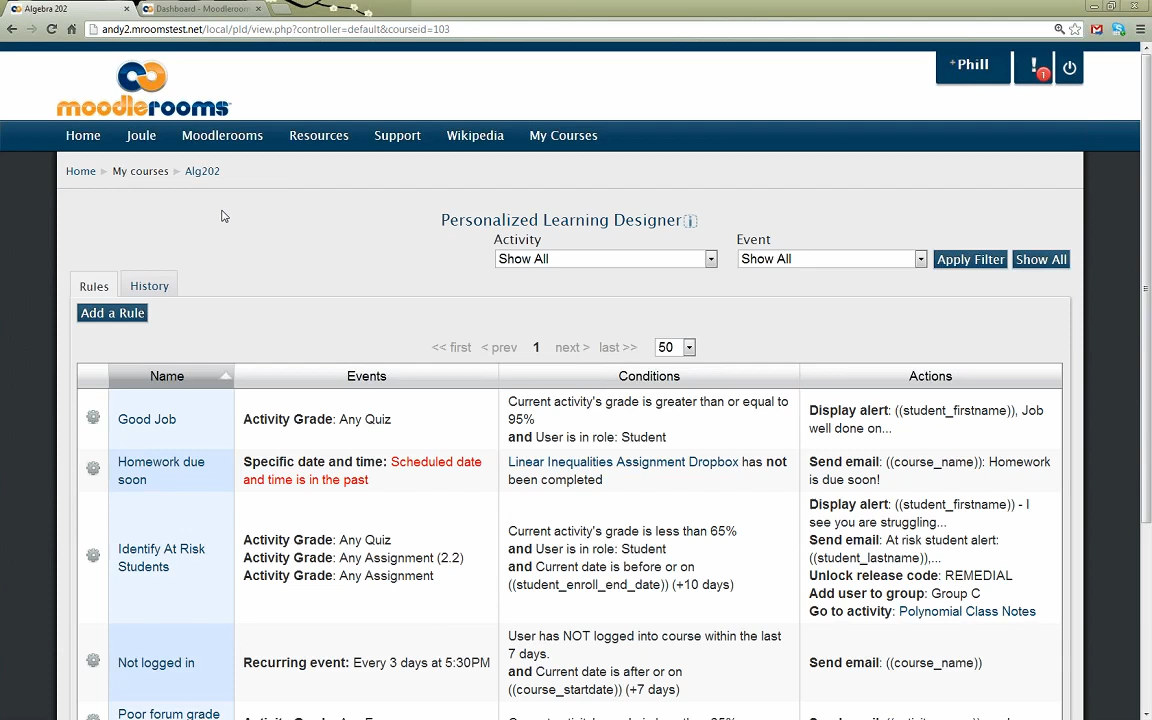 Algebra 202
Dashboard - Moodleroom
andy2.mroomstest.net/local/pld/view.php?controller=default&courseid=103
moodlerooms
*Phill
!
1
Home Joule Moodlerooms Resources Support Wikipedia My Courses
Home My courses Alg202
Personalized Learning Designer
Activity
Event
Show All
Show All
Apply Filter
Show All
Rules
History
Add a Rule
<< first < prev 1 next > last >> 50
Name Events Conditions Actions
Good Job
Activity Grade: Any Quiz
Current activity's grade is greater than or equal to
95%
and User is in role: Student
Display alert: ((student_firstname)), Job
well done on...
Homework due
soon
Specific date and time: Scheduled date
and time is in the past
Linear Inequalities Assignment Dropbox has not
been completed
Send email: ((course_name)): Homework
is due soon!
Identify At Risk
Students
Activity Grade: Any Quiz
Activity Grade: Any Assignment (2.2)
Activity Grade: Any Assignment
Current activity's grade is less than 65%
and User is in role: Student
and Current date is before or on
((student_enroll_end_date)) (+10 days)
Display alert: ((student_firstname)) - I
see you are struggling...
Send email: At risk student alert:
((student_lastname)),...
Unlock release code: REMEDIAL
Add user to group: Group C
Go to activity: Polynomial Class Notes
Not logged in
Recurring event: Every 3 days at 5:30PM
User has NOT logged into course within the last
7 days.
and Current date is after or on
((course_startdate)) (+7 days)
Send email: ((course_name))
Poor forum grade